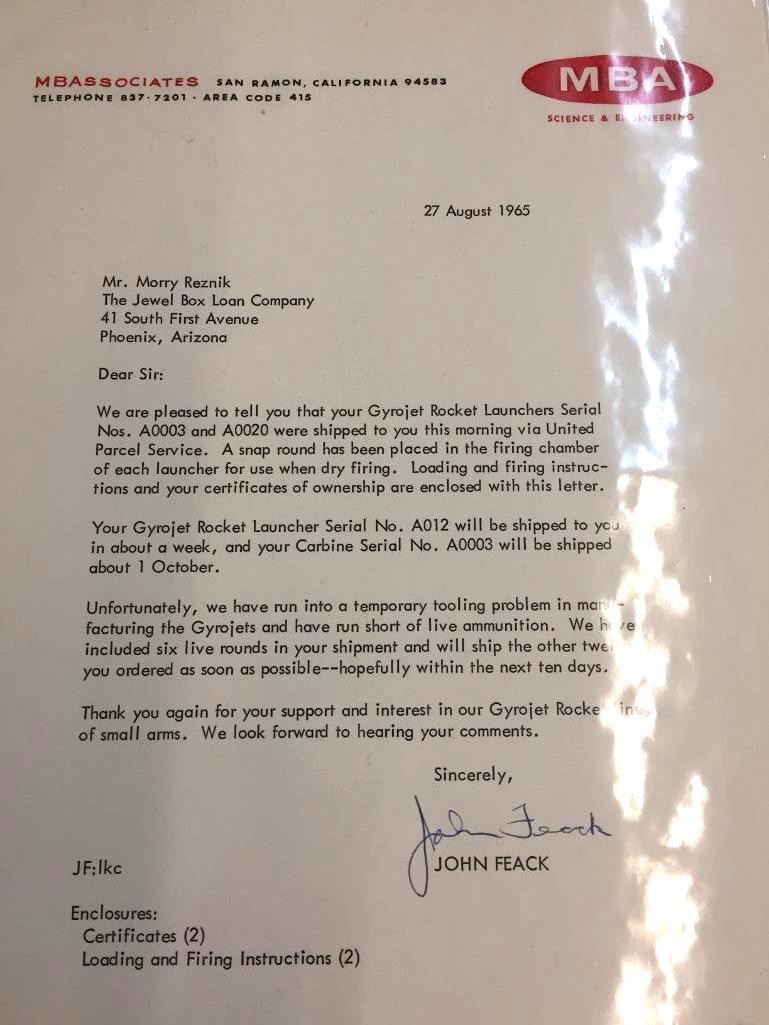 MBASSOCIATES SAN RAMON, CALIFORNIA 94583
TELEPHONE 837-7201 · AREA CODE 415
MBA
SCIENCE & ENGINEERING
27 August 1965
Mr. Morry Reznik
The Jewel Box Loan Company
41 South First Avenue
Phoenix, Arizona
Dear Sir:
We are pleased to tell you that your Gyrojet Rocket Launchers Serial
Nos. A0003 and A0020 were shipped to you this morning via United
Parcel Service. A snap round has been placed in the firing chamber
of each launcher for use when dry firing. Loading and firing instruc-
tions and your certificates of ownership are enclosed with this letter.
Your Gyrojet Rocket Launcher Serial No. A012 will be shipped to you
in about a week, and your Carbine Serial No. A0003 will be shipped
about 1 October.
Unfortunately, we have run into a temporary tooling problem in manu-
facturing the Gyrojets and have run short of live ammunition. We have
included six live rounds in your shipment and will ship the other
you ordered as soon as possible--hopefully within the next ten days.
Thank you again for your support and interest in our Gyrojet Rocket
of small arms. We look forward to hearing your comments.
Sincerely,
John Feack
JOHN FEACK
JF:lkc
Enclosures:
Certificates (2)
Loading and Firing Instructions (2)